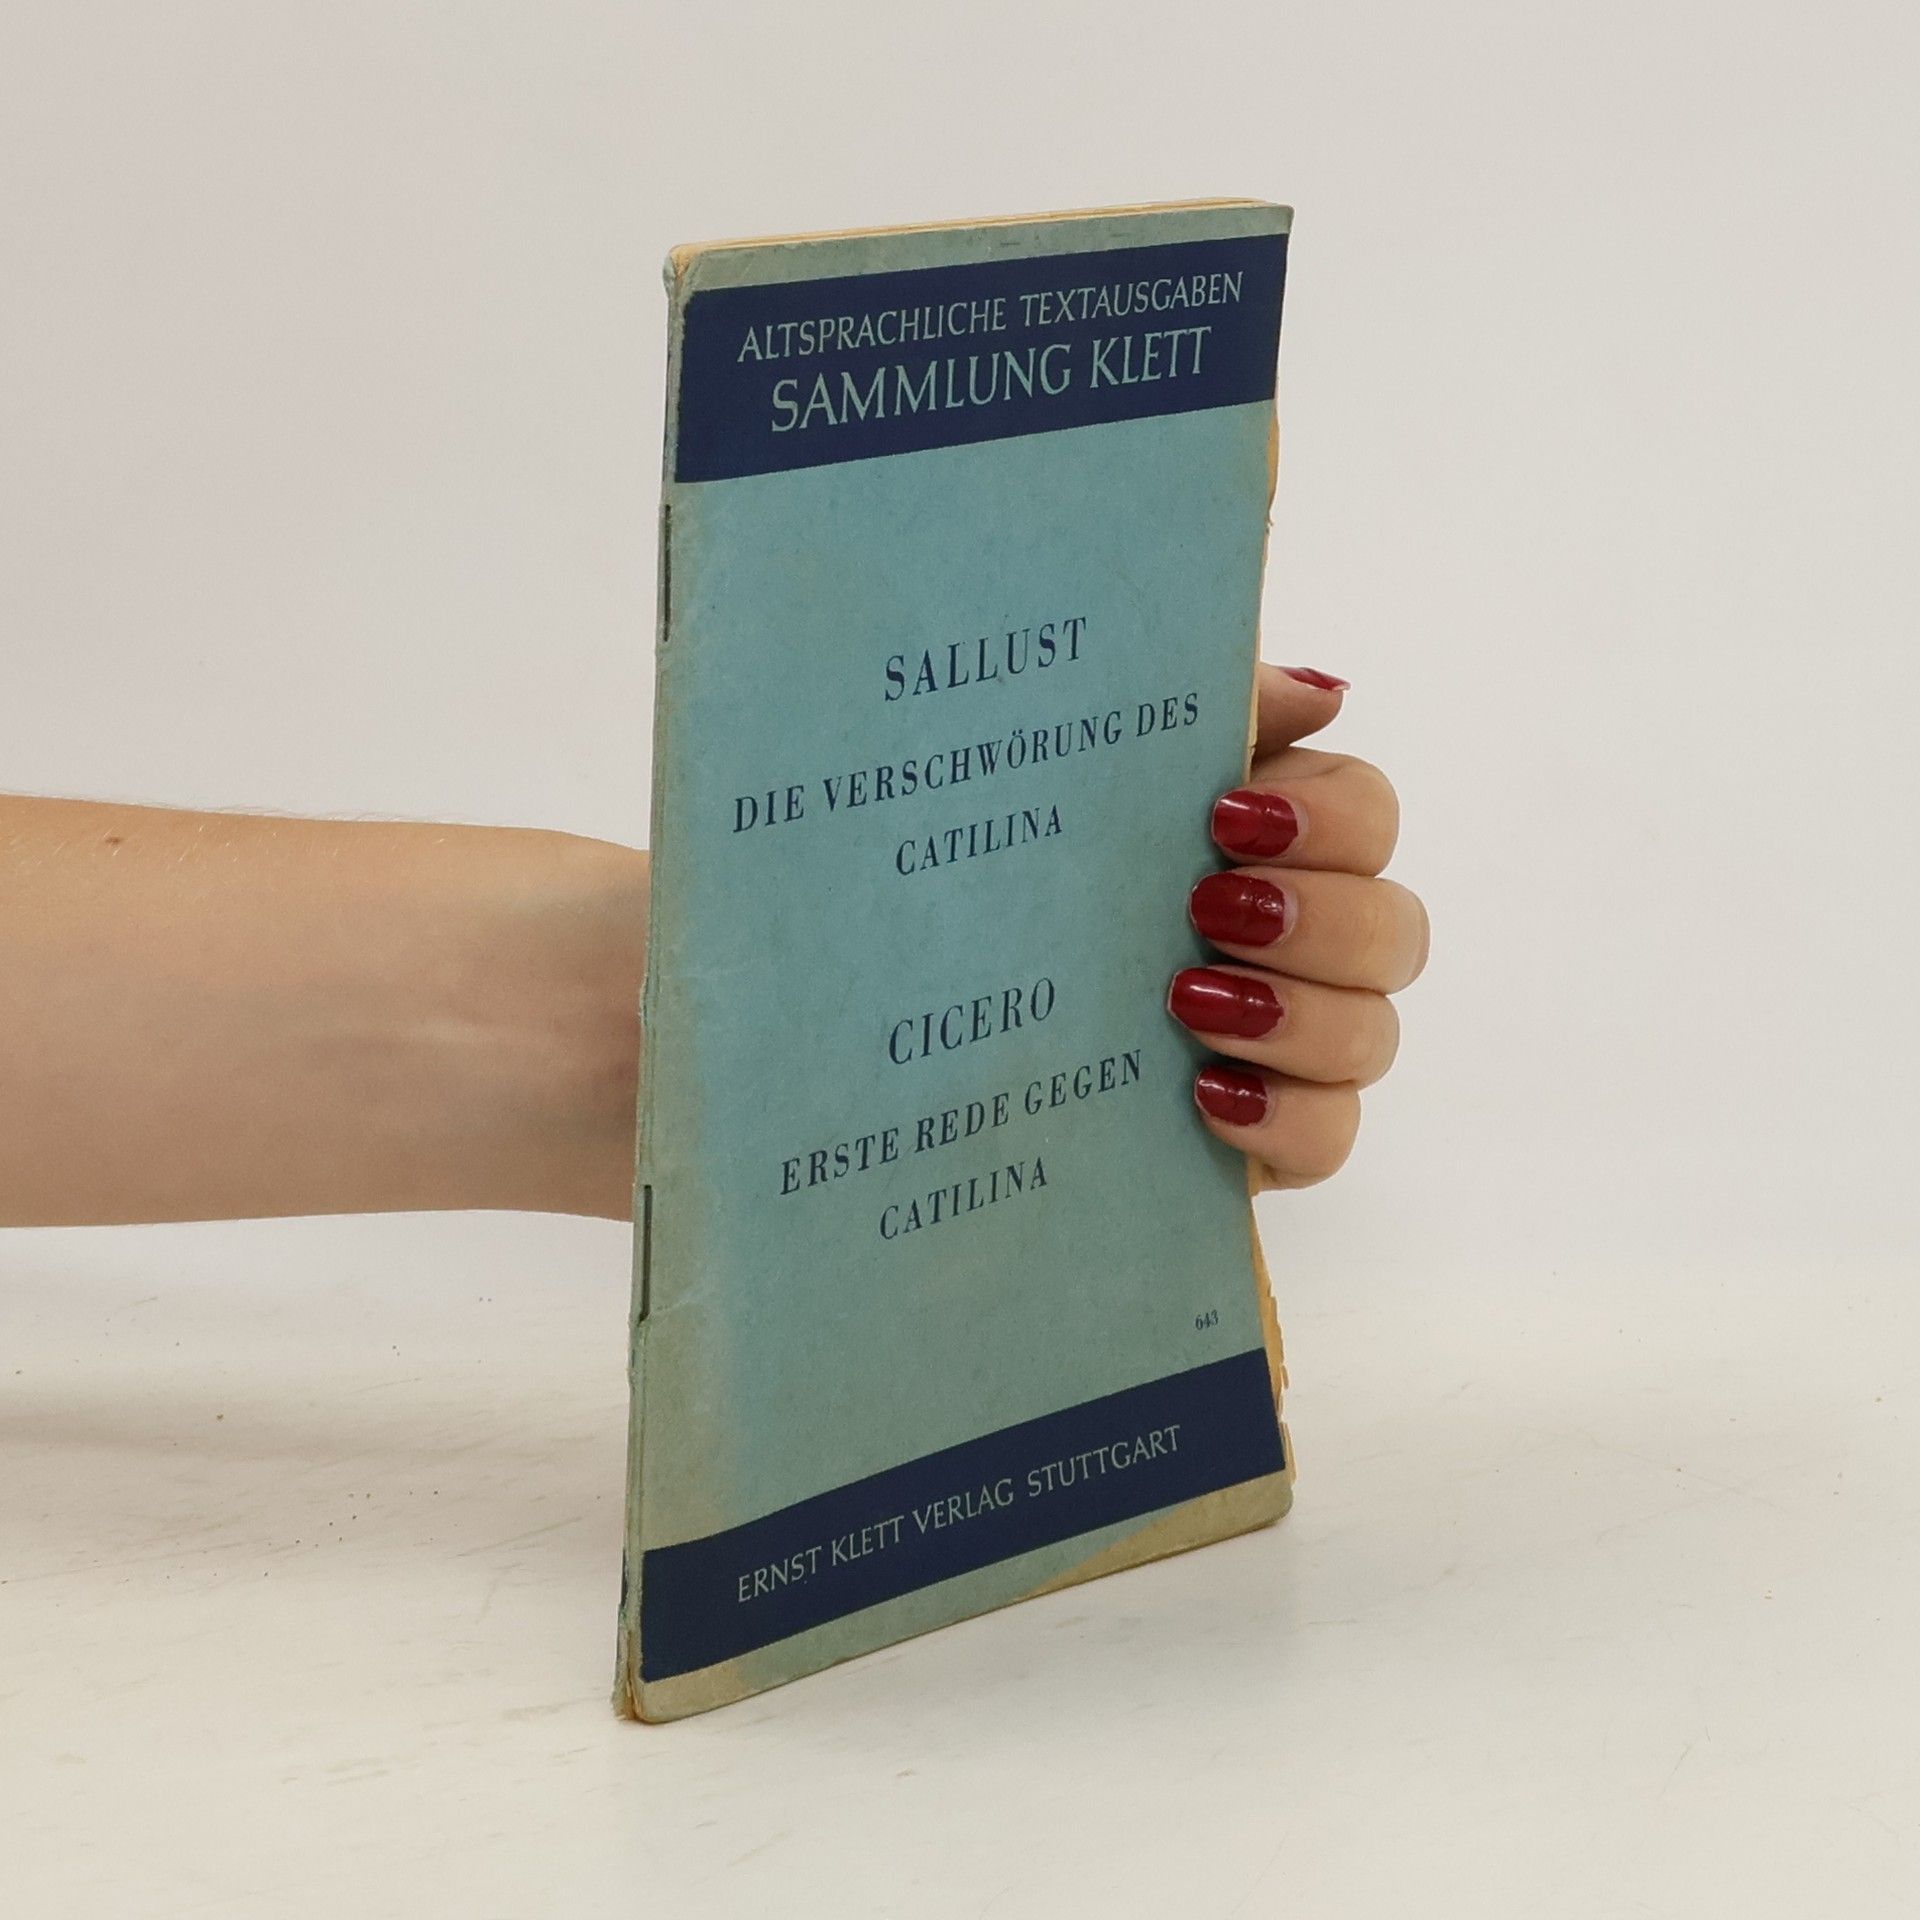 ALTSPRACHLICHE TEXTAUSGABEN
SAMMLUNG KLETT
SALLUST
DIE VERSCHWÖRUNG DES
CATILINA
CICERO
ERSTE REDE GEGEN
CATILINA
643
ERNST KLETT VERLAG STUTTGART